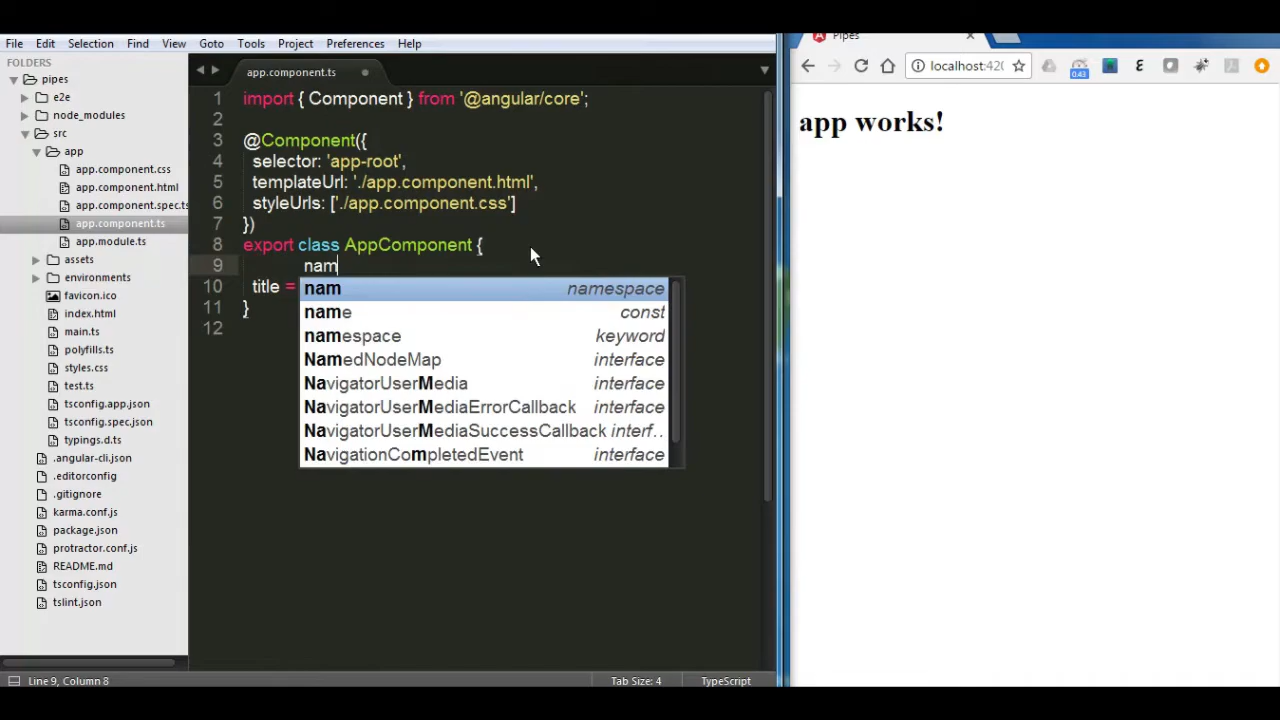 File Edit Selection Find View Goto Tools Project Preferences Help
FOLDERS
pipes
e2e
node_modules
src
app
app.component.css
app.component.html
app.component.spec.ts
app.component.ts
app.module.ts
assets
environments
favicon.ico
index.html
main.ts
polyfills.ts
styles.css
test.ts
tsconfig.app.json
tsconfig.spec.json
typings.d.ts
.angular-cli.json
.editorconfig
.gitignore
karma.conf.js
package.json
protractor.conf.js
README.md
tsconfig.json
tslint.json
app.component.ts
1 import { Component } from '@angular/core';
2
3 @Component({
4 selector: 'app-root',
5 templateUrl: './app.component.html',
6 styleUrls: ['./app.component.css']
7 })
8 export class AppComponent {
9 nam
10 title =
11 }
12
nam namespace
name const
namespace keyword
NamedNodeMap interface
NavigatorUserMedia interface
NavigatorUserMediaErrorCallback interface
NavigatorUserMediaSuccessCallback interf..
NavigationCompletedEvent interface
Line 9, Column 8 Tab Size: 4 TypeScript
Pipes
localhost:420
0.43
app works!